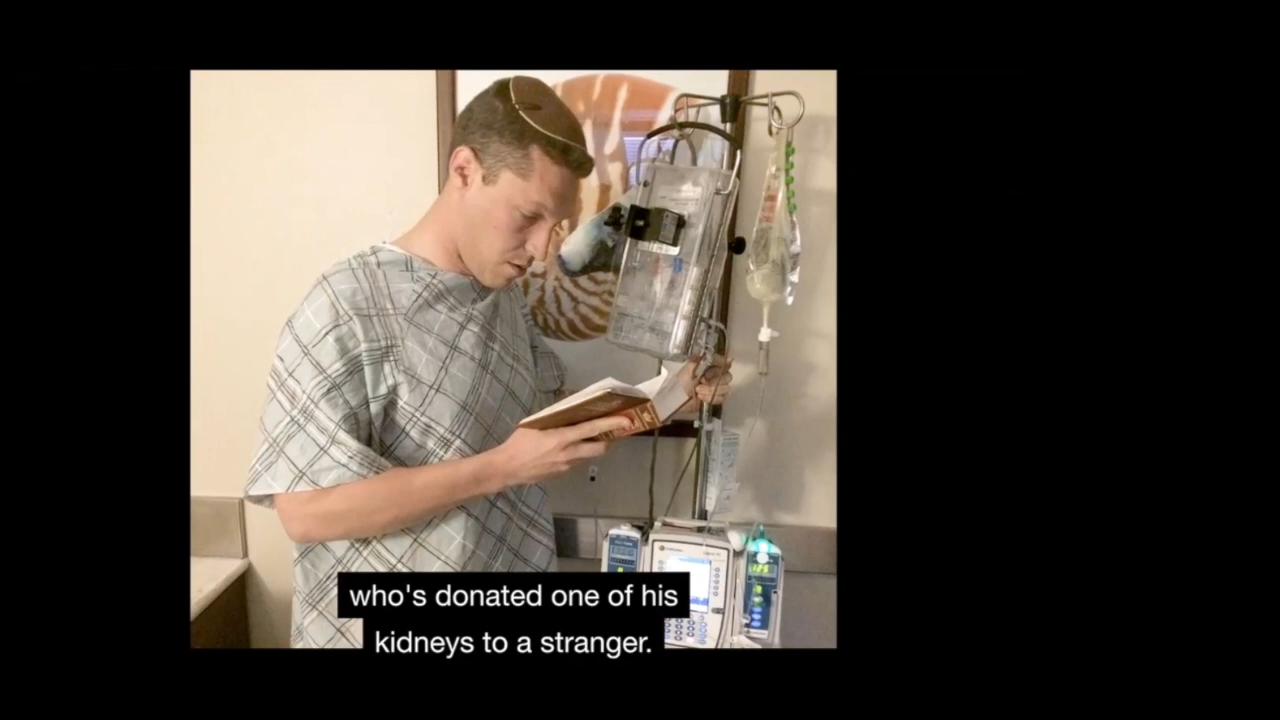 who's donated one of his
kidneys to a stranger.